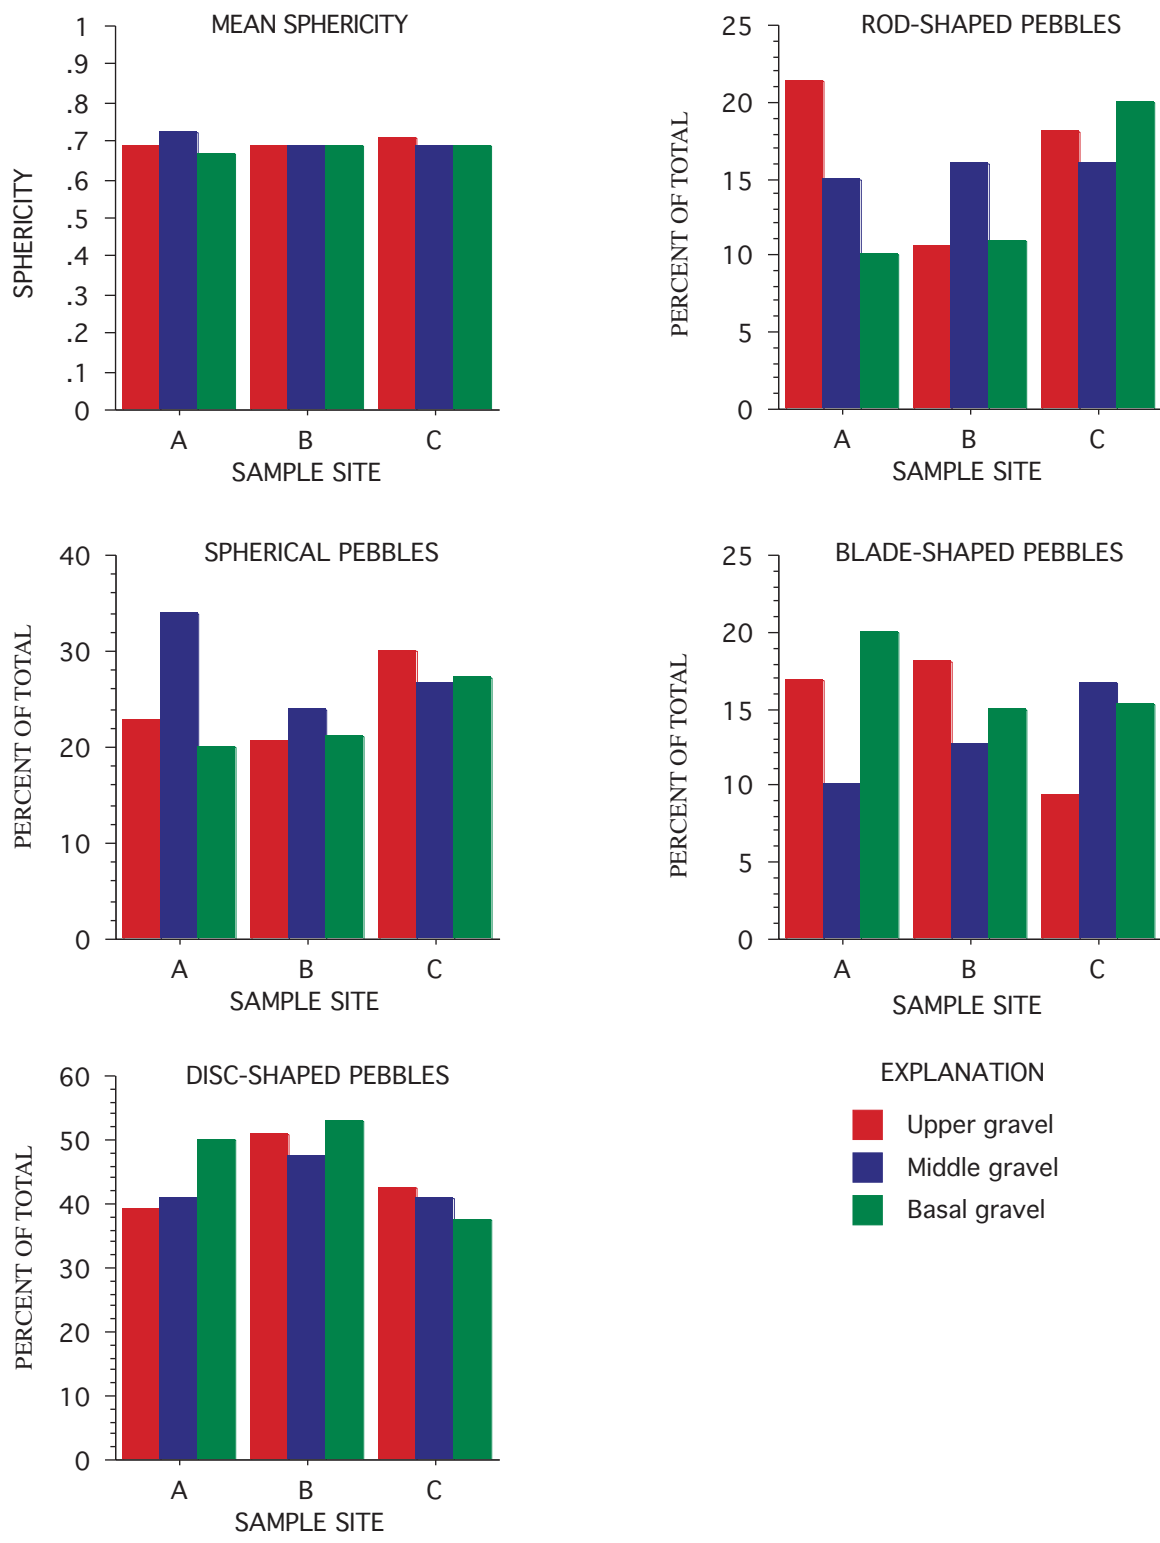 MEAN SPHERICITY
SPHERICITY
1
.9
.8
.7
.6
.5
.4
.3
.2
.1
0
A B C
SAMPLE SITE
ROD-SHAPED PEBBLES
PERCENT OF TOTAL
25
20
15
10
5
0
A B C
SAMPLE SITE
SPHERICAL PEBBLES
PERCENT OF TOTAL
40
30
20
10
0
A B C
SAMPLE SITE
BLADE-SHAPED PEBBLES
PERCENT OF TOTAL
25
20
15
10
5
0
A B C
SAMPLE SITE
DISC-SHAPED PEBBLES
PERCENT OF TOTAL
60
50
40
30
20
10
0
A B C
SAMPLE SITE
EXPLANATION
Upper gravel
Middle gravel
Basal gravel